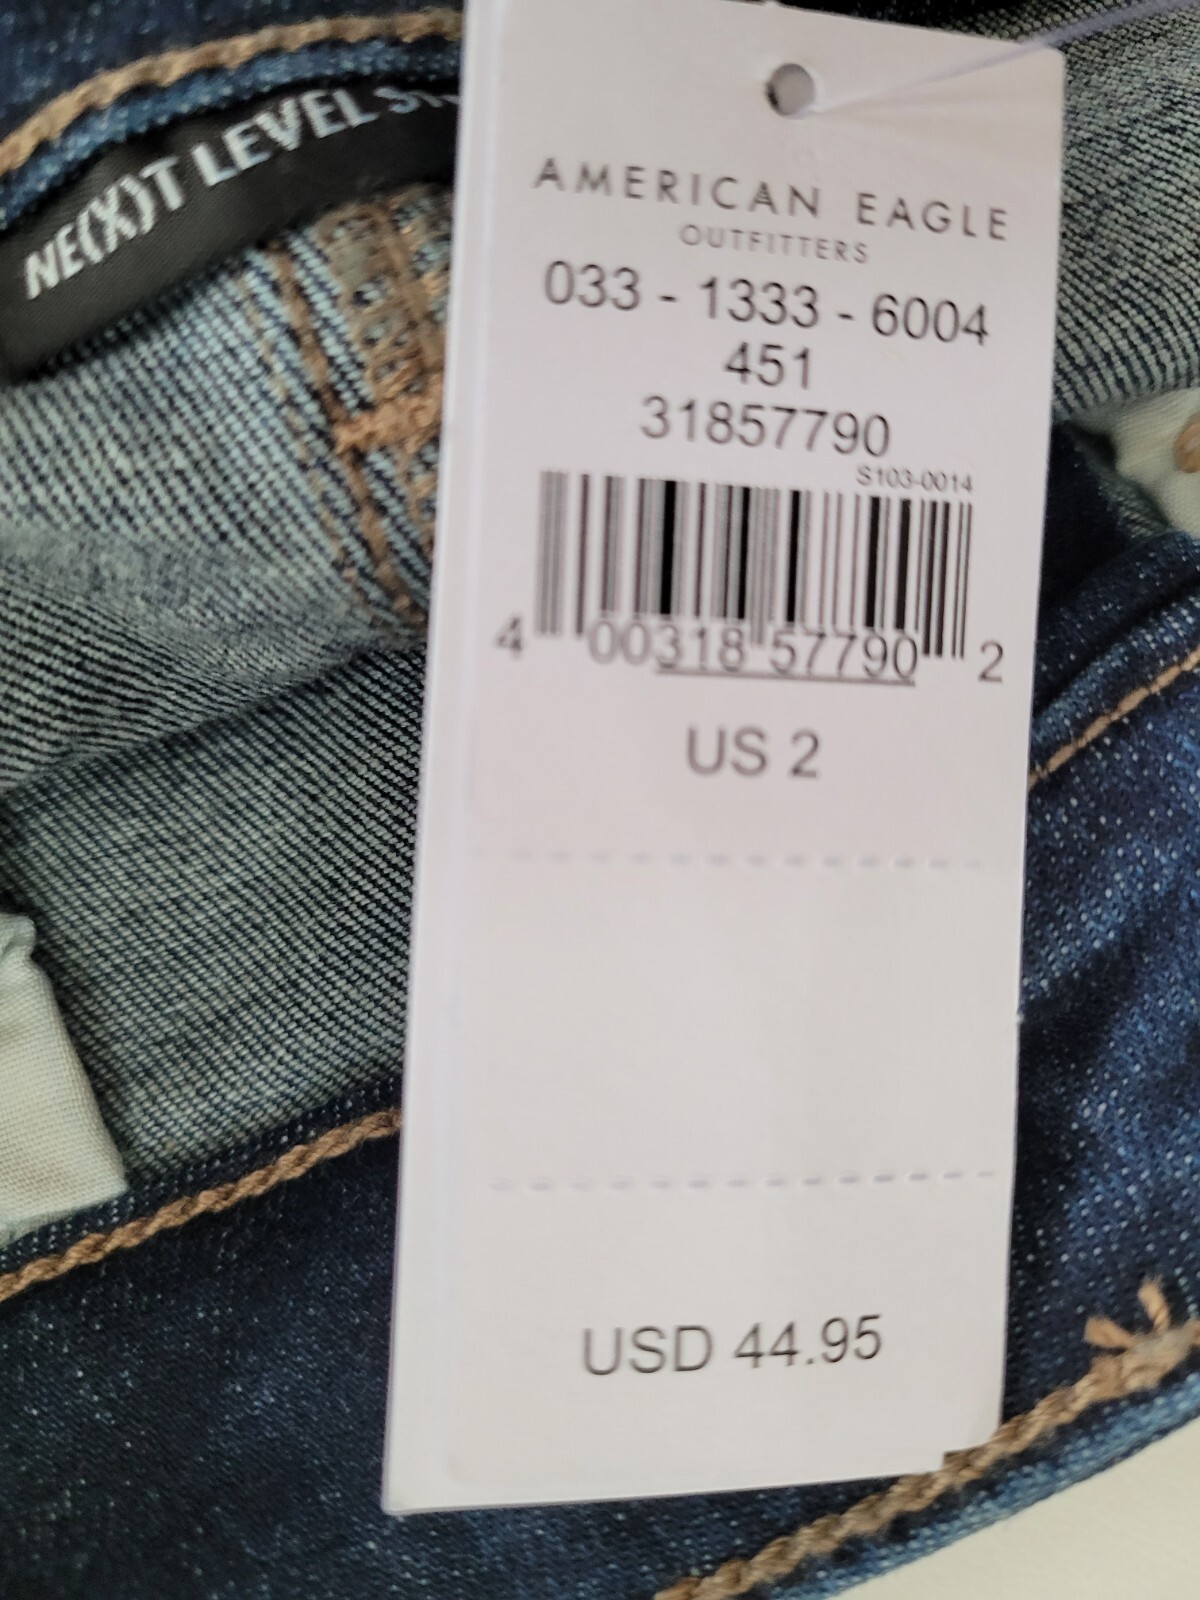 NE(X)T LEVEL
AMERICAN EAGLE
OUTFITTERS
033 - 1333 - 6004
451
31857790
S103-0014
4 00318 57790 2
US 2
USD 44.95